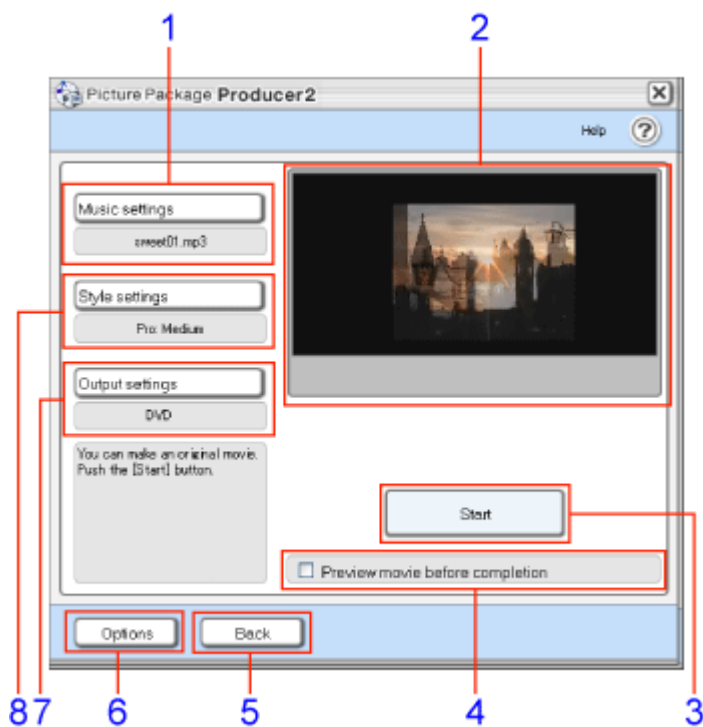 1
2
Picture Package Producer2
Help ?
Music settings
sweet01.mp3
Style settings
Pro: Medium
Output settings
DVD
You can make an original movie.
Push the [Start] button.
Start
Preview movie before completion
Options
Back
8
7
6
5
4
3